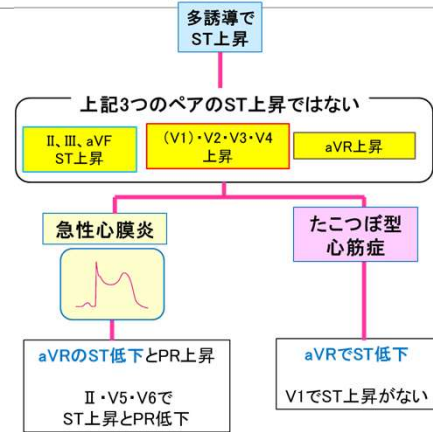 多誘導で
ST上昇
上記3つのペアのST上昇ではない
Ⅱ、Ⅲ、aVF
ST上昇
(V1)・V2・V3・V4
上昇
aVR上昇
急性心膜炎
たこつぼ型
心筋症
aVRのST低下とPR上昇
Ⅱ・V5・V6で
ST上昇とPR低下
aVRでST低下
V1でST上昇がない